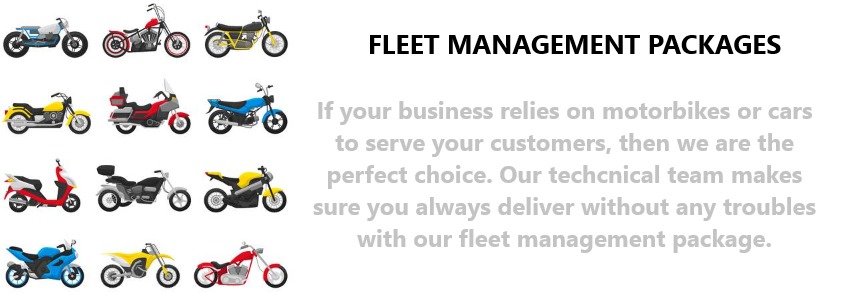 FLEET MANAGEMENT PACKAGES
If your business relies on motorbikes or cars
to serve your customers, then we are the
perfect choice. Our techcnical team makes
sure you always deliver without any troubles
with our fleet management package.